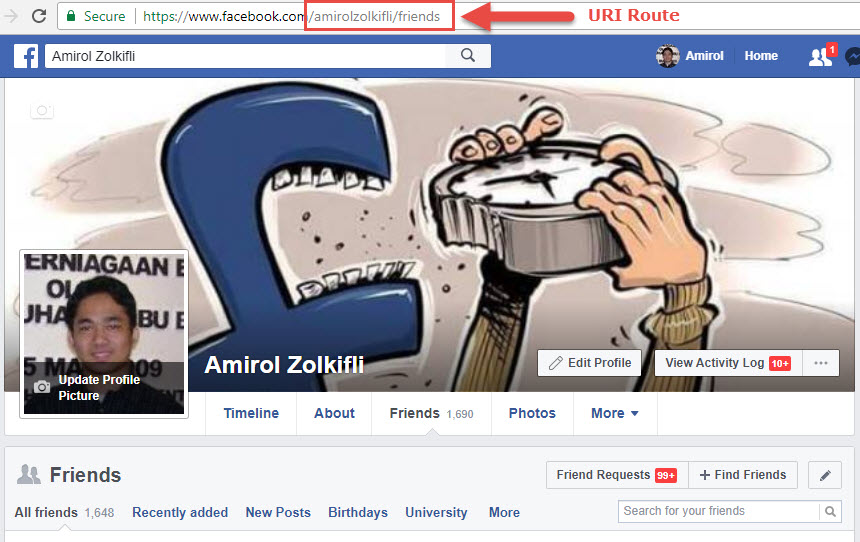 Secure https://www.facebook.com/amirolzolkifli/friends URI Route
f Amirol Zolkifli Amirol Home 1
ERNIAGAAN
OL
UHA BU
5 MA 2009
Update Profile
Picture
Amirol Zolkifli Edit Profile View Activity Log 10+ ...
Timeline About Friends 1,690 Photos More
Friends Friend Requests 99+ + Find Friends
All friends 1,648 Recently added New Posts Birthdays University More Search for your friends